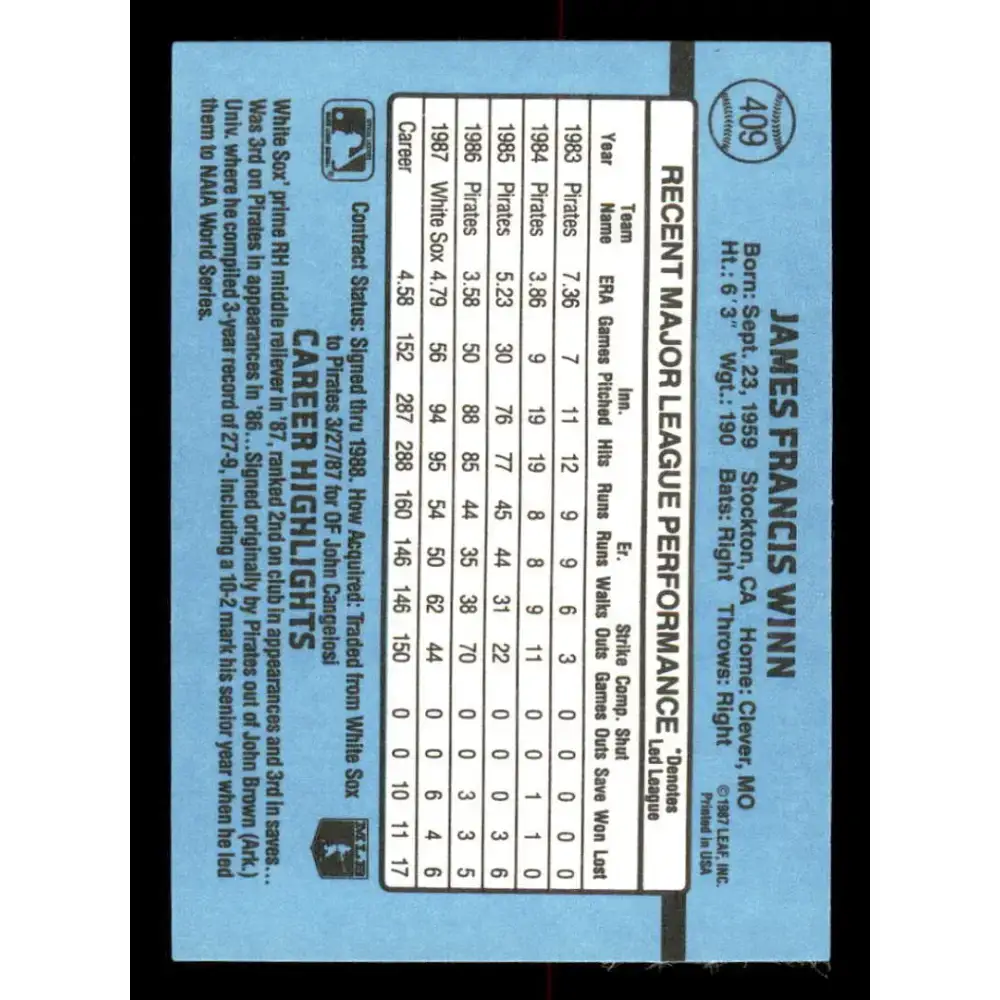 409
JAMES FRANCIS WINN
Born: Sept. 23, 1959 Stockton, CA Home: Clever, MO
Ht.: 6'3" Wgt.: 190 Bats: Right Throws: Right
©1987 LEAF, INC.
Printed in USA
RECENT MAJOR LEAGUE PERFORMANCE *Denotes Led League
Team Inn. Er. Strike Comp. Shut
Year Name ERA Games Pitched Hits Runs Runs Walks Outs Games Outs Save Won Lost
1983 Pirates 7.36 7 11 12 9 9 6 3 0 0 0 0 0
1984 Pirates 3.86 9 19 19 8 8 9 11 0 0 1 1 0
1985 Pirates 5.23 30 76 77 45 44 31 22 0 0 0 3 6
1986 Pirates 3.58 50 88 85 44 35 38 70 0 0 3 3 5
1987 White Sox 4.79 56 94 95 54 50 62 44 0 0 6 4 6
Career 4.58 152 287 288 160 146 146 150 0 0 10 11 17
Contract Status: Signed thru 1988. How Acquired: Traded from White Sox
to Pirates 3/27/87 for OF John Cangelosi
MLB
CAREER HIGHLIGHTS
White Sox' prime RH middle reliever in '87, ranked 2nd on club in appearances and 3rd in saves...
Was 3rd on Pirates in appearances in '86...Signed originally by Pirates out of John Brown (Ark.)
Univ. where he compiled 3-year record of 27-9, including a 10-2 mark his senior year when he led
them to NAIA World Series.